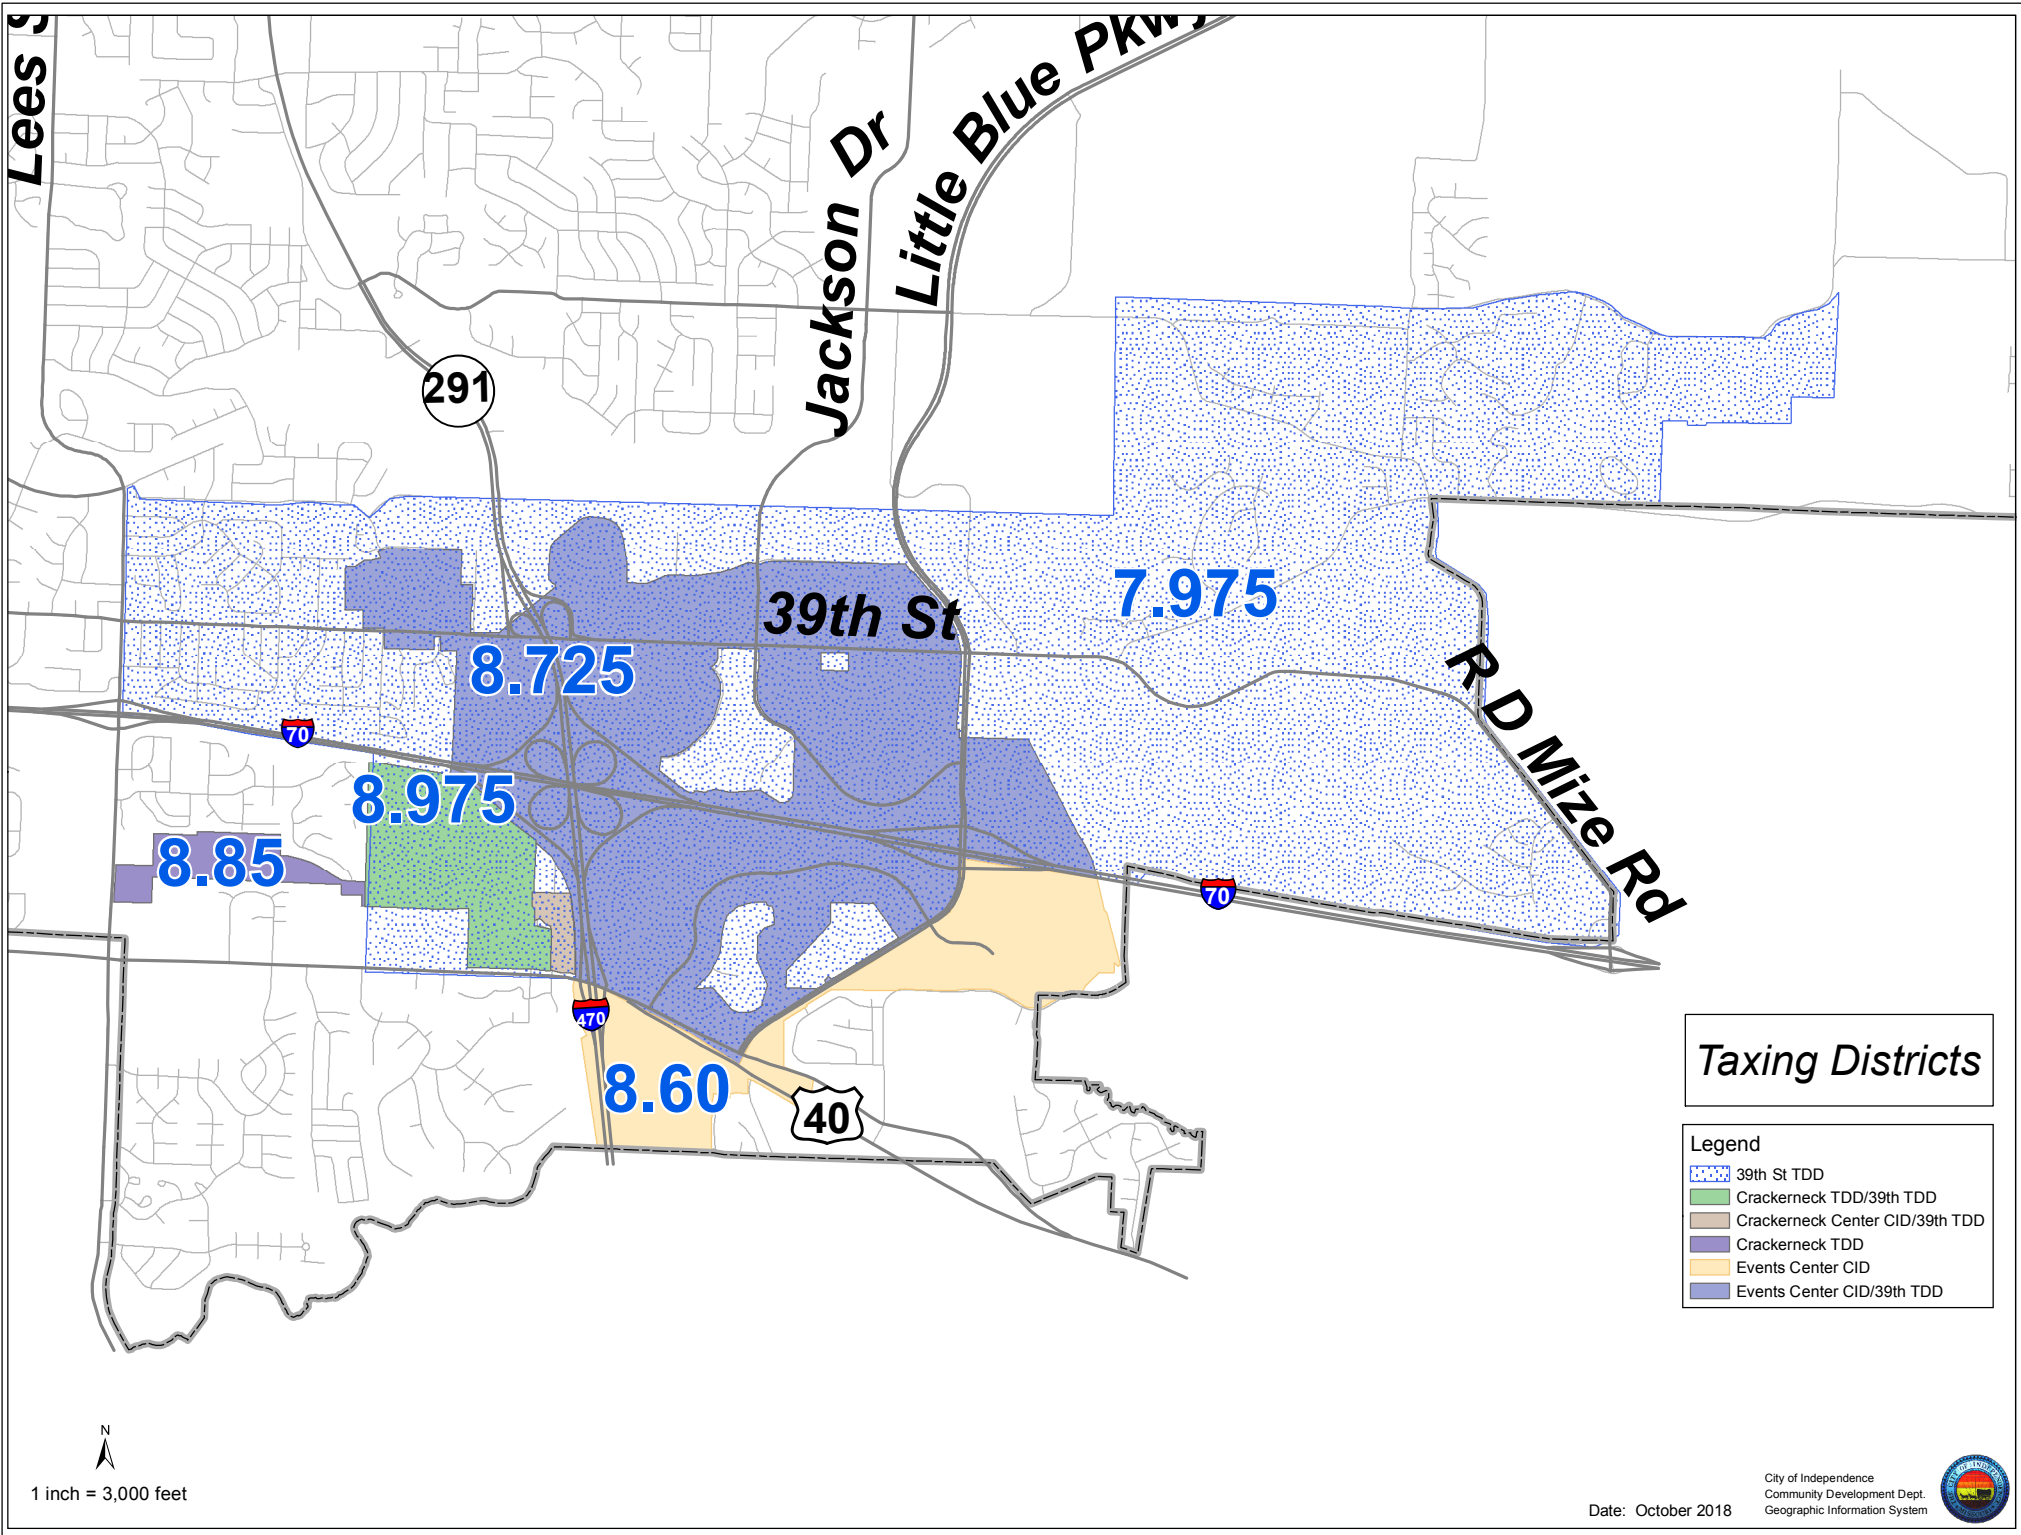 Lees S
Jackson Dr
Little Blue Pkwy
291
39th St
7.975
8.725
R D Mize Rd
70
8.975
8.85
70
470
8.60
40
Taxing Districts
Legend
39th St TDD
Crackerneck TDD/39th TDD
Crackerneck Center CID/39th TDD
Crackerneck TDD
Events Center CID
Events Center CID/39th TDD
N
1 inch = 3,000 feet
Date: October 2018
City of Independence
Community Development Dept.
Geographic Information System